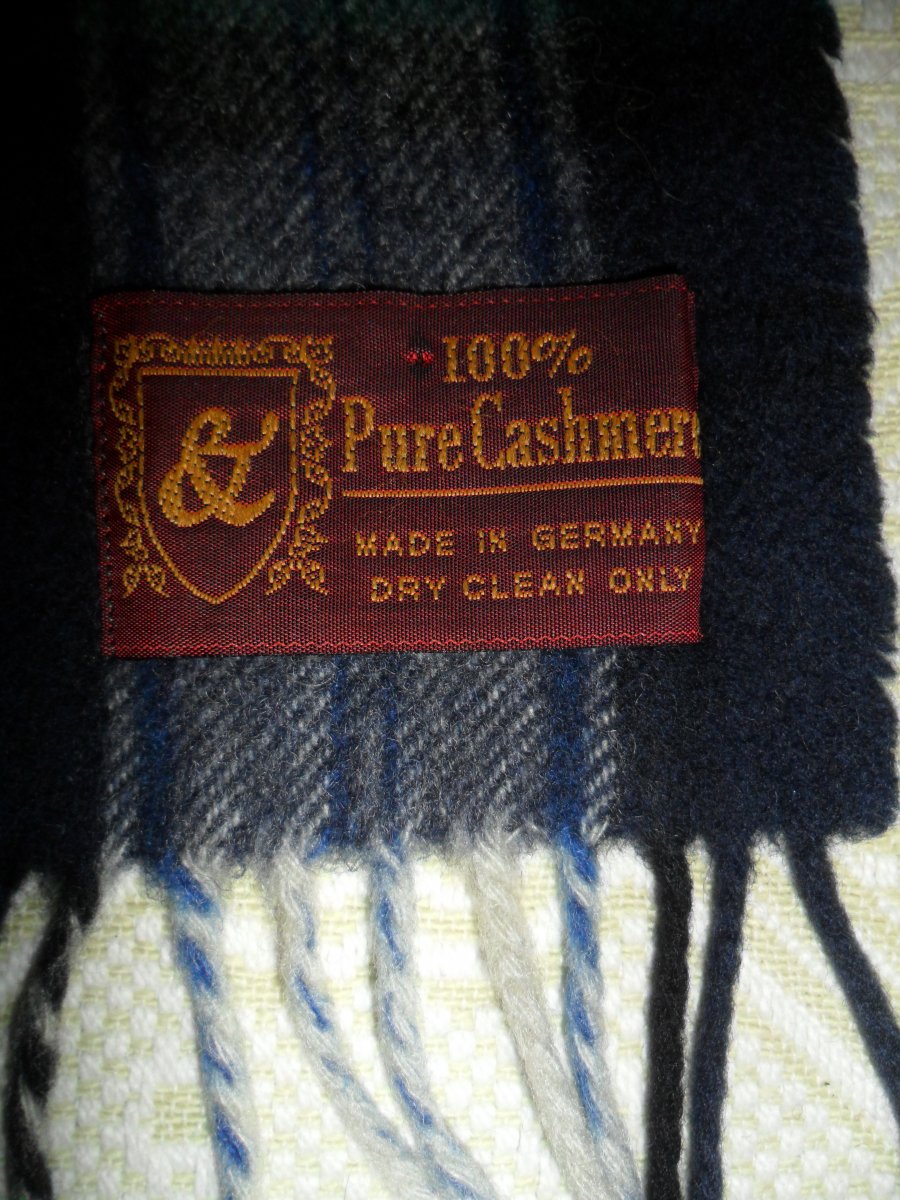 &
100%
Pure Cashmere
MADE IN GERMANY
DRY CLEAN ONLY